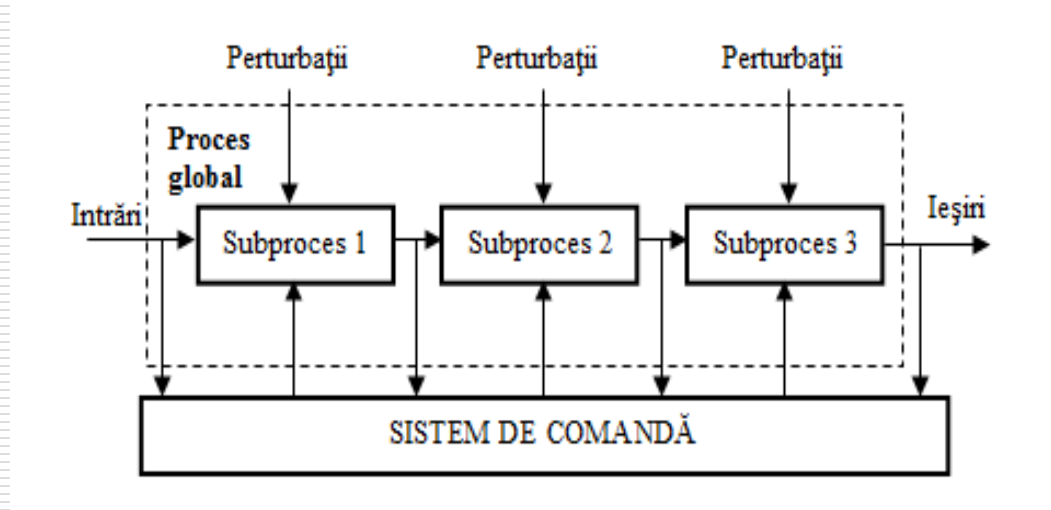 Perturbaţii Perturbaţii Perturbaţii
Proces
global
Intrări
Ieşiri
Subproces 1 Subproces 2 Subproces 3
SISTEM DE COMANDĂ